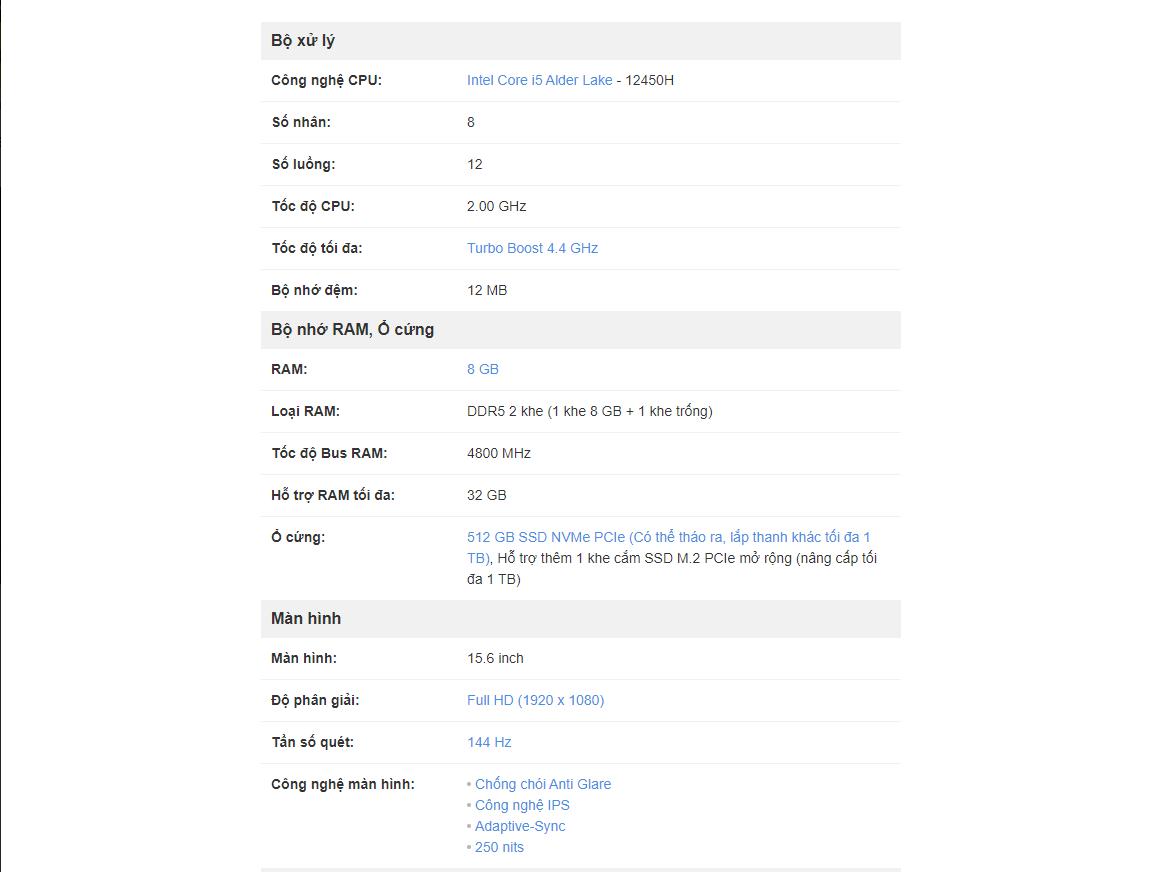 Bộ xử lý
Công nghệ CPU: Intel Core i5 Alder Lake - 12450H
Số nhân: 8
Số luồng: 12
Tốc độ CPU: 2.00 GHz
Tốc độ tối đa: Turbo Boost 4.4 GHz
Bộ nhớ đệm: 12 MB
Bộ nhớ RAM, Ổ cứng
RAM: 8 GB
Loại RAM: DDR5 2 khe (1 khe 8 GB + 1 khe trống)
Tốc độ Bus RAM: 4800 MHz
Hỗ trợ RAM tối đa: 32 GB
Ổ cứng: 512 GB SSD NVMe PCIe (Có thể tháo ra, lắp thanh khác tối đa 1
TB), Hỗ trợ thêm 1 khe cắm SSD M.2 PCIe mở rộng (nâng cấp tối
đa 1 TB)
Màn hình
Màn hình: 15.6 inch
Độ phân giải: Full HD (1920 x 1080)
Tần số quét: 144 Hz
Công nghệ màn hình: • Chống chói Anti Glare
• Công nghệ IPS
• Adaptive-Sync
• 250 nits